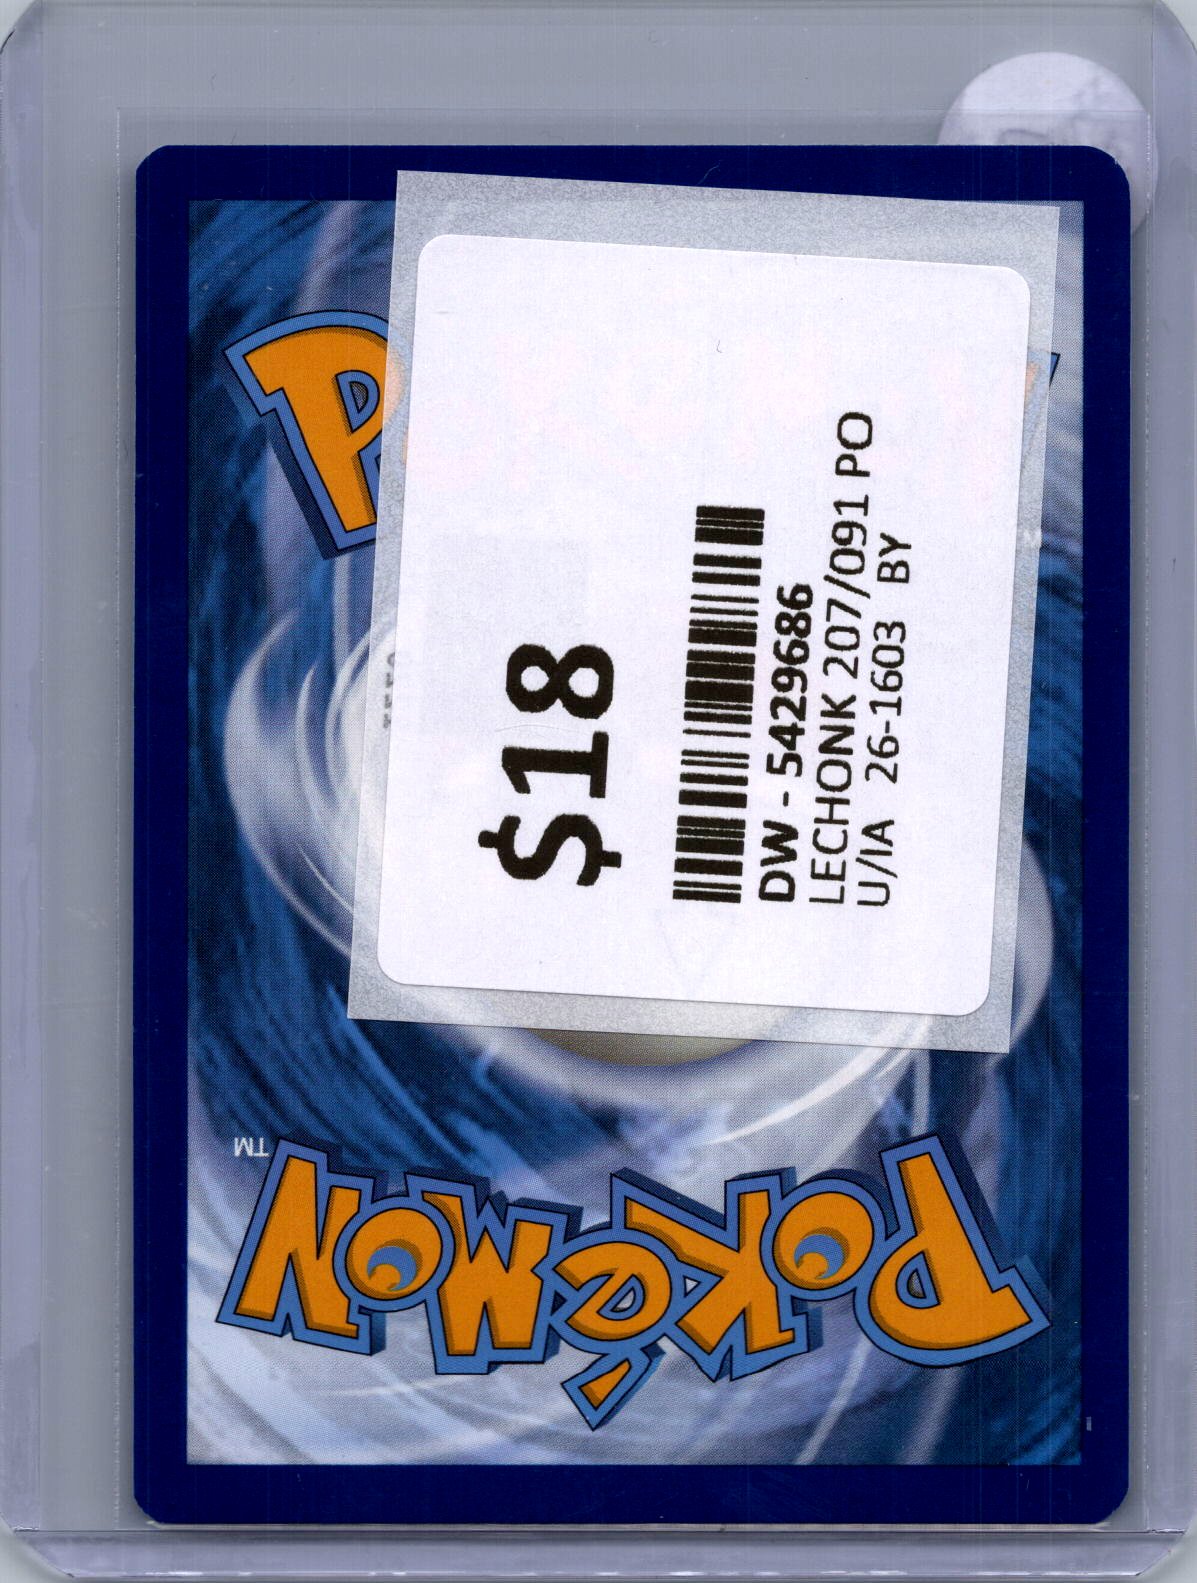 $18
DW - 5429686
LECHONK 207/091 PO
U/IA 26-1603 BY
TM
POKéMON